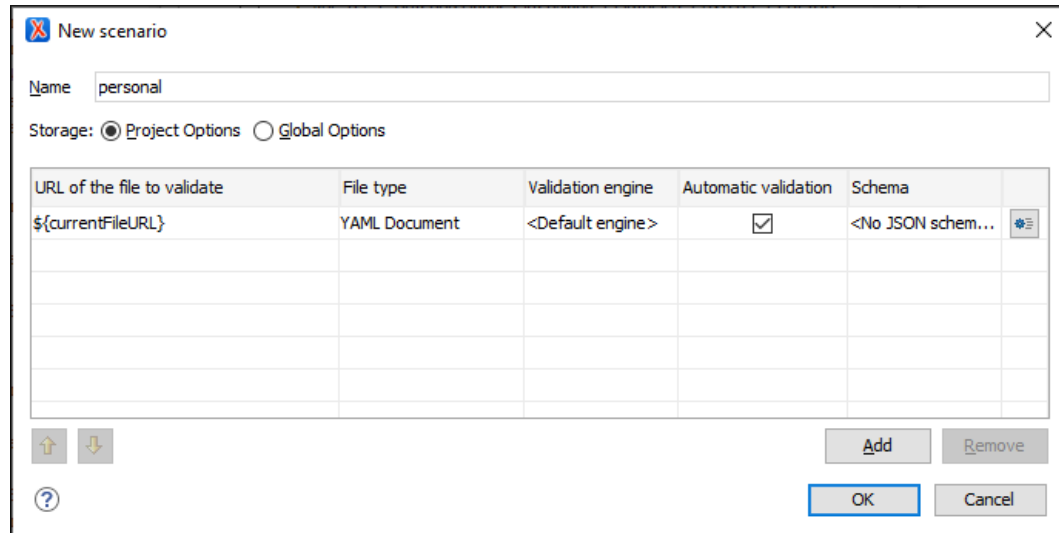 New scenario
Name personal
Storage: Project Options Global Options
URL of the file to validate File type Validation engine Automatic validation Schema
${currentFileURL} YAML Document <Default engine> <No JSON schem...
Add Remove
? OK Cancel